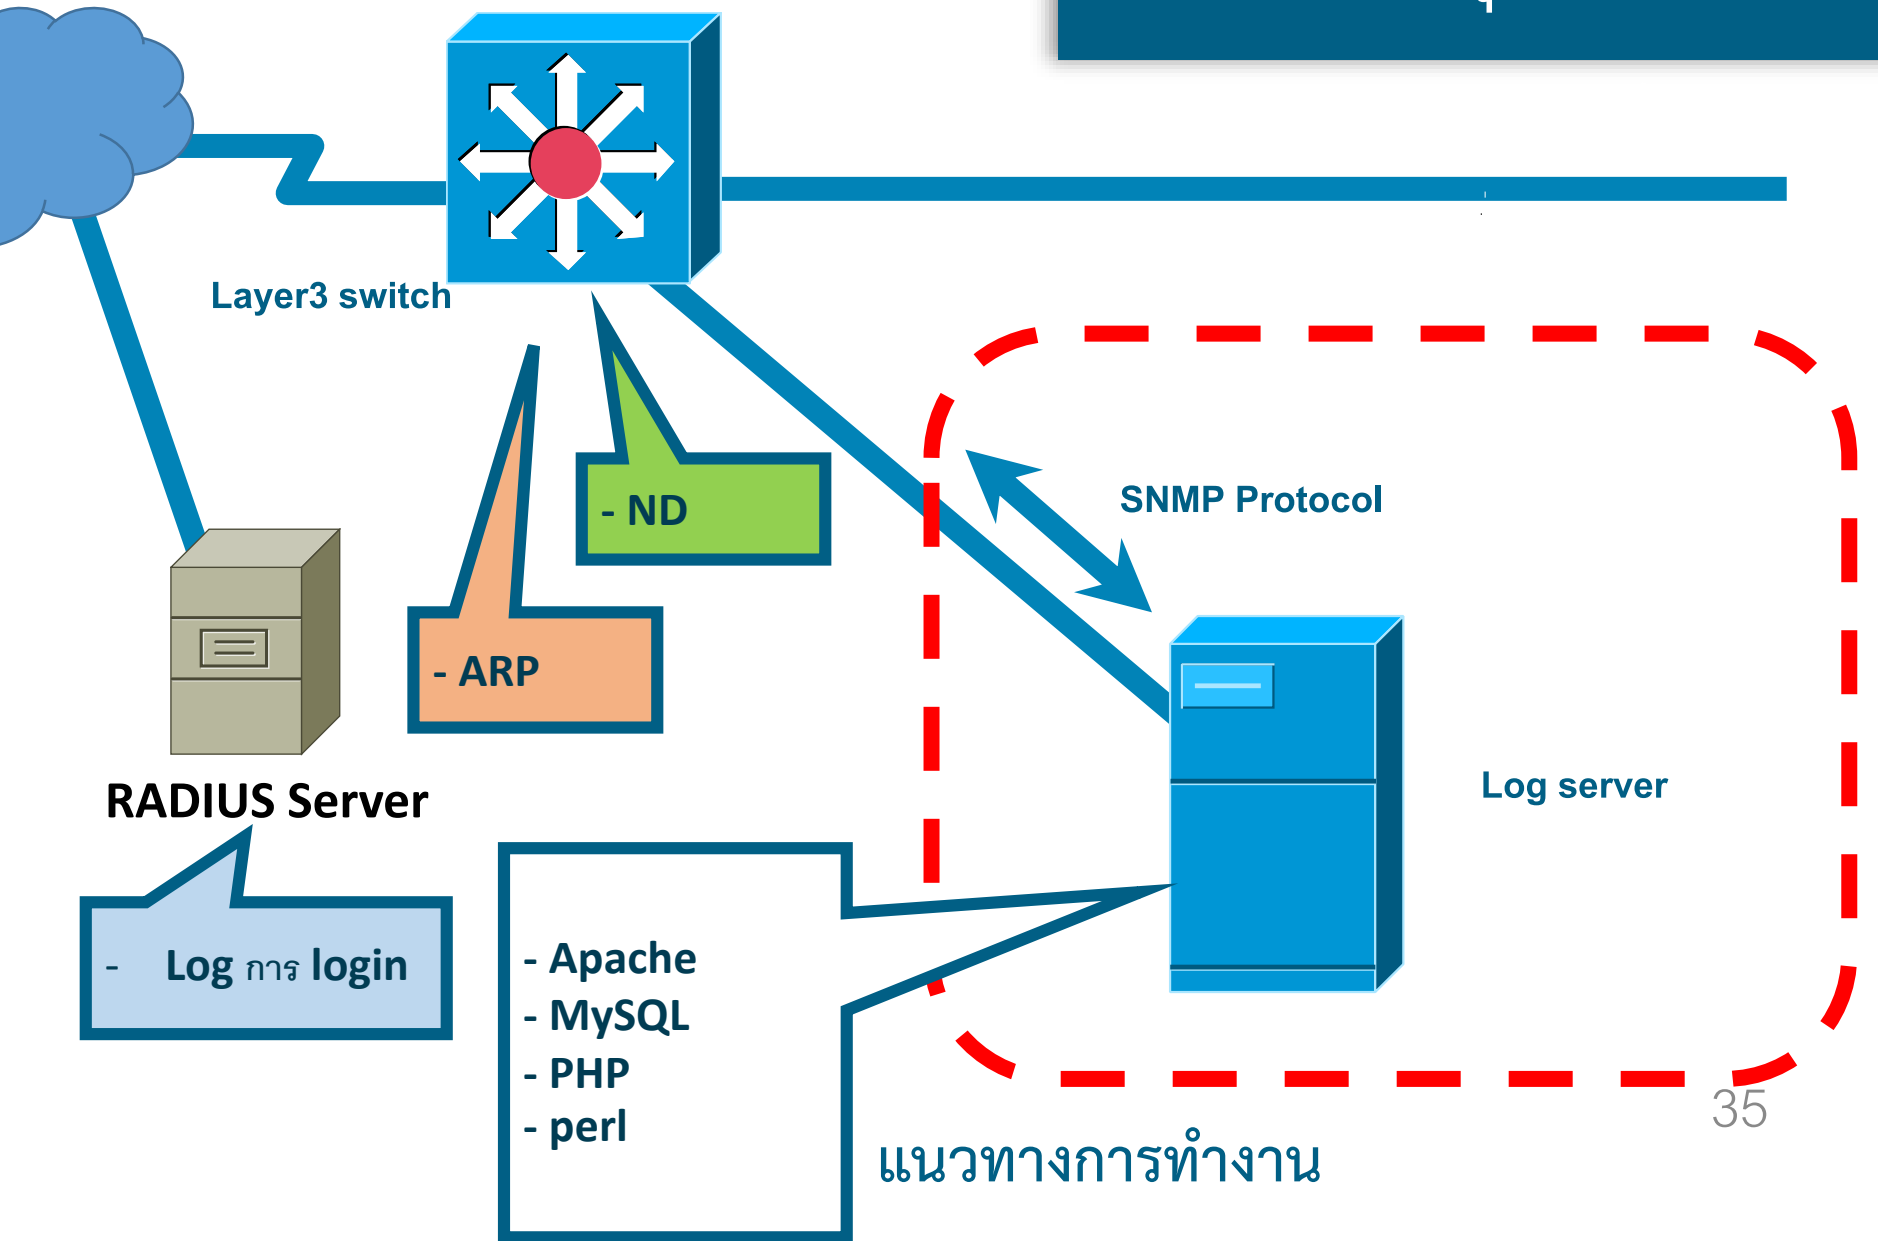 Layer3 switch
SNMP Protocol
- ND
- ARP
RADIUS Server
Log server
- Log การ login
- Apache
- MySQL
- PHP
- perl
35
แนวทางการทำงาน